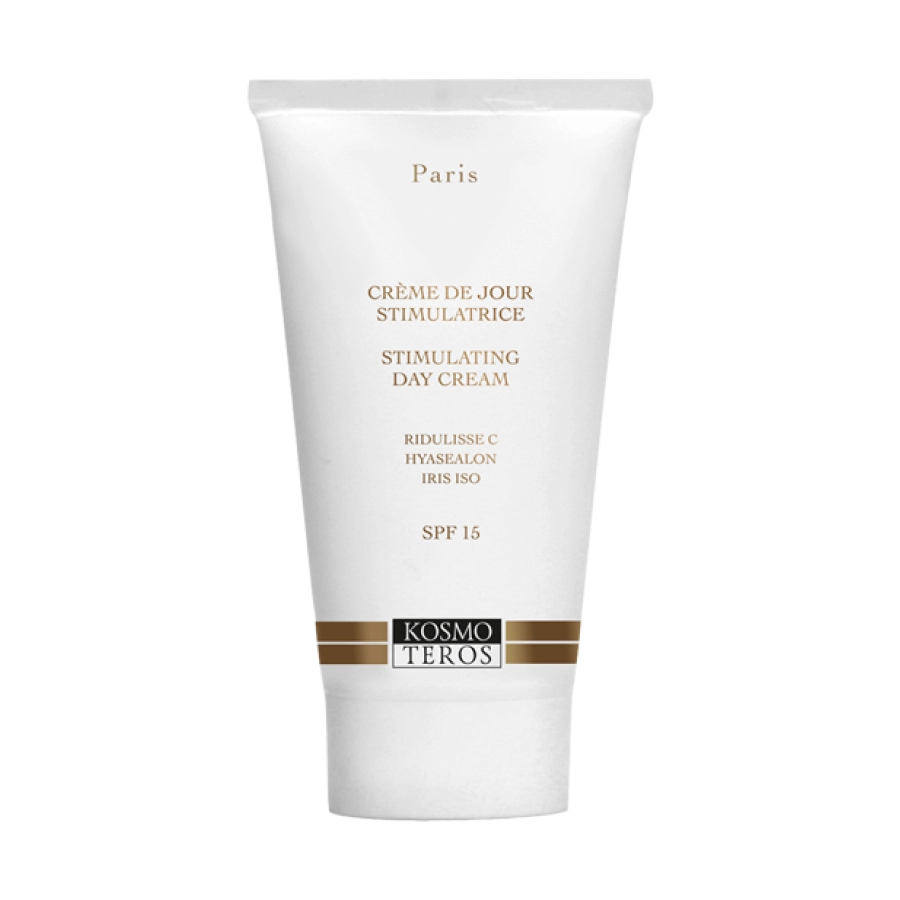 Paris
CRÈME DE JOUR
STIMULATRICE
STIMULATING
DAY CREAM
RIDULISSE C
HYASEALON
IRIS ISO
SPF 15
KOSMO
TEROS